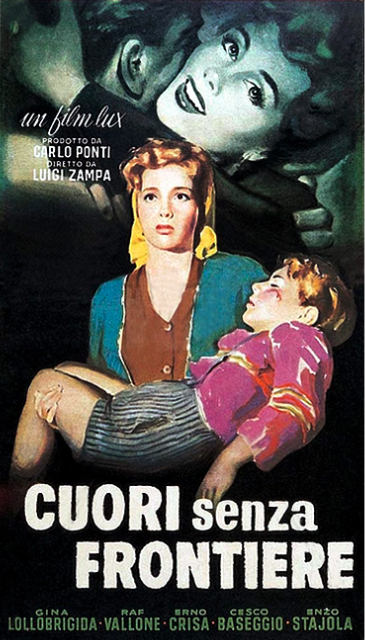 un film lux
PRODOTTO DA
CARLO PONTI
DIRETTO DA
LUIGI ZAMPA
CUORI senza
FRONTIERE
GINA LOLLOBRIGIDA · RAF VALLONE · ERNO CRISA · CESCO BASEGGIO · ENZO STAJOLA